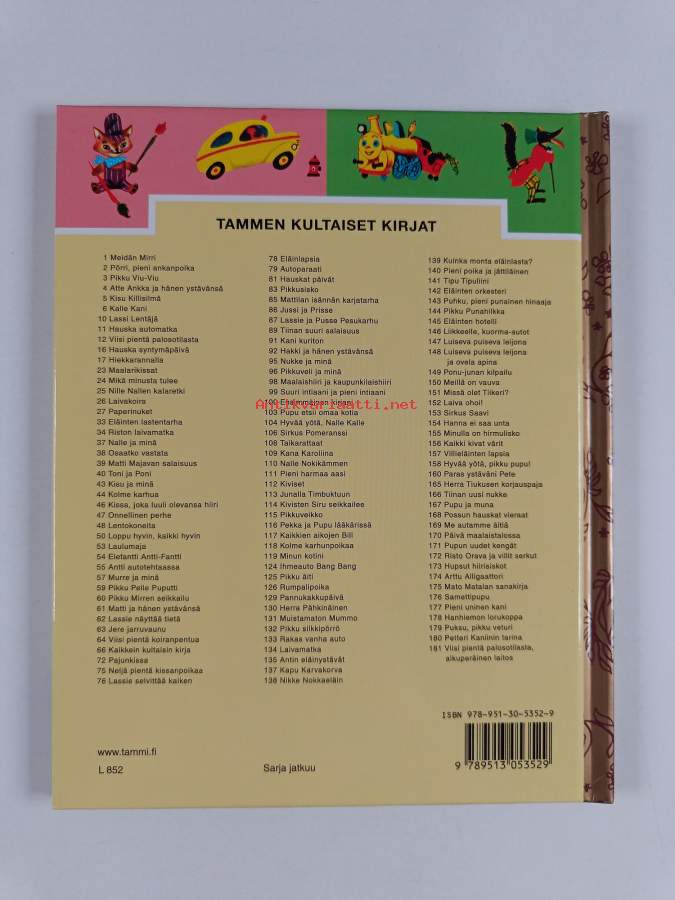 TAMMEN KULTAISET KIRJAT
1 Meidän Mirri
2 Pörri, pieni ankanpoika
3 Pikku Viu-Viu
4 Atte Ankka ja hänen ystävänsä
5 Kisu Killisilmä
6 Kalle Kani
10 Lassi Lentäjä
11 Hauska automatka
12 Viisi pientä palosotilasta
16 Hauska syntymäpäivä
17 Hiekkarannalla
23 Maalarikissat
24 Mikä minusta tulee
25 Nille Nallen kalaretki
26 Laivakoira
27 Paperinuket
33 Eläinten lastentarha
34 Riston laivamatka
37 Nalle ja minä
38 Osaatko vastata
39 Matti Majavan salaisuus
40 Toni ja Poni
43 Kisu ja minä
44 Kolme karhua
46 Kissa, joka luuli olevansa hiiri
47 Onnellinen perhe
48 Lentokoneita
50 Loppu hyvin, kaikki hyvin
53 Laulumaja
54 Elefantti Antti-Fantti
55 Antti autotehtaassa
57 Murre ja minä
59 Pikku Pelle Puputti
60 Pikku Mirren seikkailu
61 Matti ja hänen ystävänsä
62 Lassie näyttää tietä
63 Jere jarruvaunu
64 Viisi pientä koiranpentua
66 Kaikkein kultaisin kirja
72 Pajunkissa
75 Neljä pientä kissanpoikaa
76 Lassie selvittää kaiken
78 Eläinlapsia
79 Autoparaati
81 Hauskat päivät
83 Pikkusisko
85 Mattilan isännän karjatarha
86 Jussi ja Prisse
87 Lassie ja Pusse Pesukarhu
89 Tiinan suuri salaisuus
91 Kani kuriton
92 Hakki ja hänen ystävänsä
95 Nukke ja minä
96 Pikkuveli ja minä
98 Maalaishiiri ja kaupunkilaishiiri
99 Suuri intiaani ja pieni intiaani
100 Ensimmäinen kirjani
103 Pupu etsii omaa kotia
104 Hyvää yötä, Nalle Kalle
106 Sirkus Pomeranssi
108 Taikarattaat
109 Kana Karoliina
110 Nalle Nokikämmen
111 Pieni harmaa aasi
112 Kiviset
113 Junalla Timbuktuun
114 Kivisten Siru seikkailee
115 Pikkuveikko
116 Pekka ja Pupu lääkärissä
117 Kaikkien aikojen Bill
118 Kolme karhunpoikaa
119 Minun kotini
124 Ihmeauto Bang Bang
125 Pikku äiti
126 Rumpalipoika
129 Pannukakkupäivä
130 Herra Pähkinäinen
131 Muistamaton Mummo
132 Pikku silkkipörrö
133 Rakas vanha auto
134 Laivamatka
135 Antin eläinystävät
137 Kapu Karvakorva
138 Nikke Nokkaeläin
139 Kuinka monta eläinlasta?
140 Pieni poika ja jättiläinen
141 Tipu Tipuliini
142 Eläinten orkesteri
143 Puhku, pieni punainen hinaaja
144 Pikku Punahilkka
145 Eläinten hotelli
146 Liikkeelle, kuorma-autot
147 Luiseva puiseva leijona
148 Luiseva puiseva leijona
ja ovela apina
149 Ponu-junan kilpailu
150 Meillä on vauva
151 Missä olet Tiikeri?
152 Laiva ohoi!
153 Sirkus Saavi
154 Hanna ei saa unta
155 Minulla on hirmulisko
156 Kaikki kivat värit
157 Villieläinten lapsia
158 Hyvää yötä, pikku pupu!
160 Paras ystäväni Pete
165 Herra Tiukusen korjauspaja
166 Tiinan uusi nukke
167 Pupu ja muna
168 Possun hauskat vieraat
169 Me autamme äitiä
170 Päivä maalaistalossa
171 Pupun uudet kengät
172 Risto Orava ja villit serkut
173 Hupsut hiirisiskot
174 Arttu Alligaattori
175 Mato Matalan sanakirja
176 Samettipupu
177 Pieni uninen kani
178 Hanhiemon lorukoppa
179 Puksu, pikku veturi
180 Petteri Kaniinin tarina
181 Viisi pientä palosotilasta,
alkuperäinen laitos
Antikvariaatti.net
ISBN 978-951-30-5352-9
9 789513 053529
www.tammi.fi
L 852
Sarja jatkuu